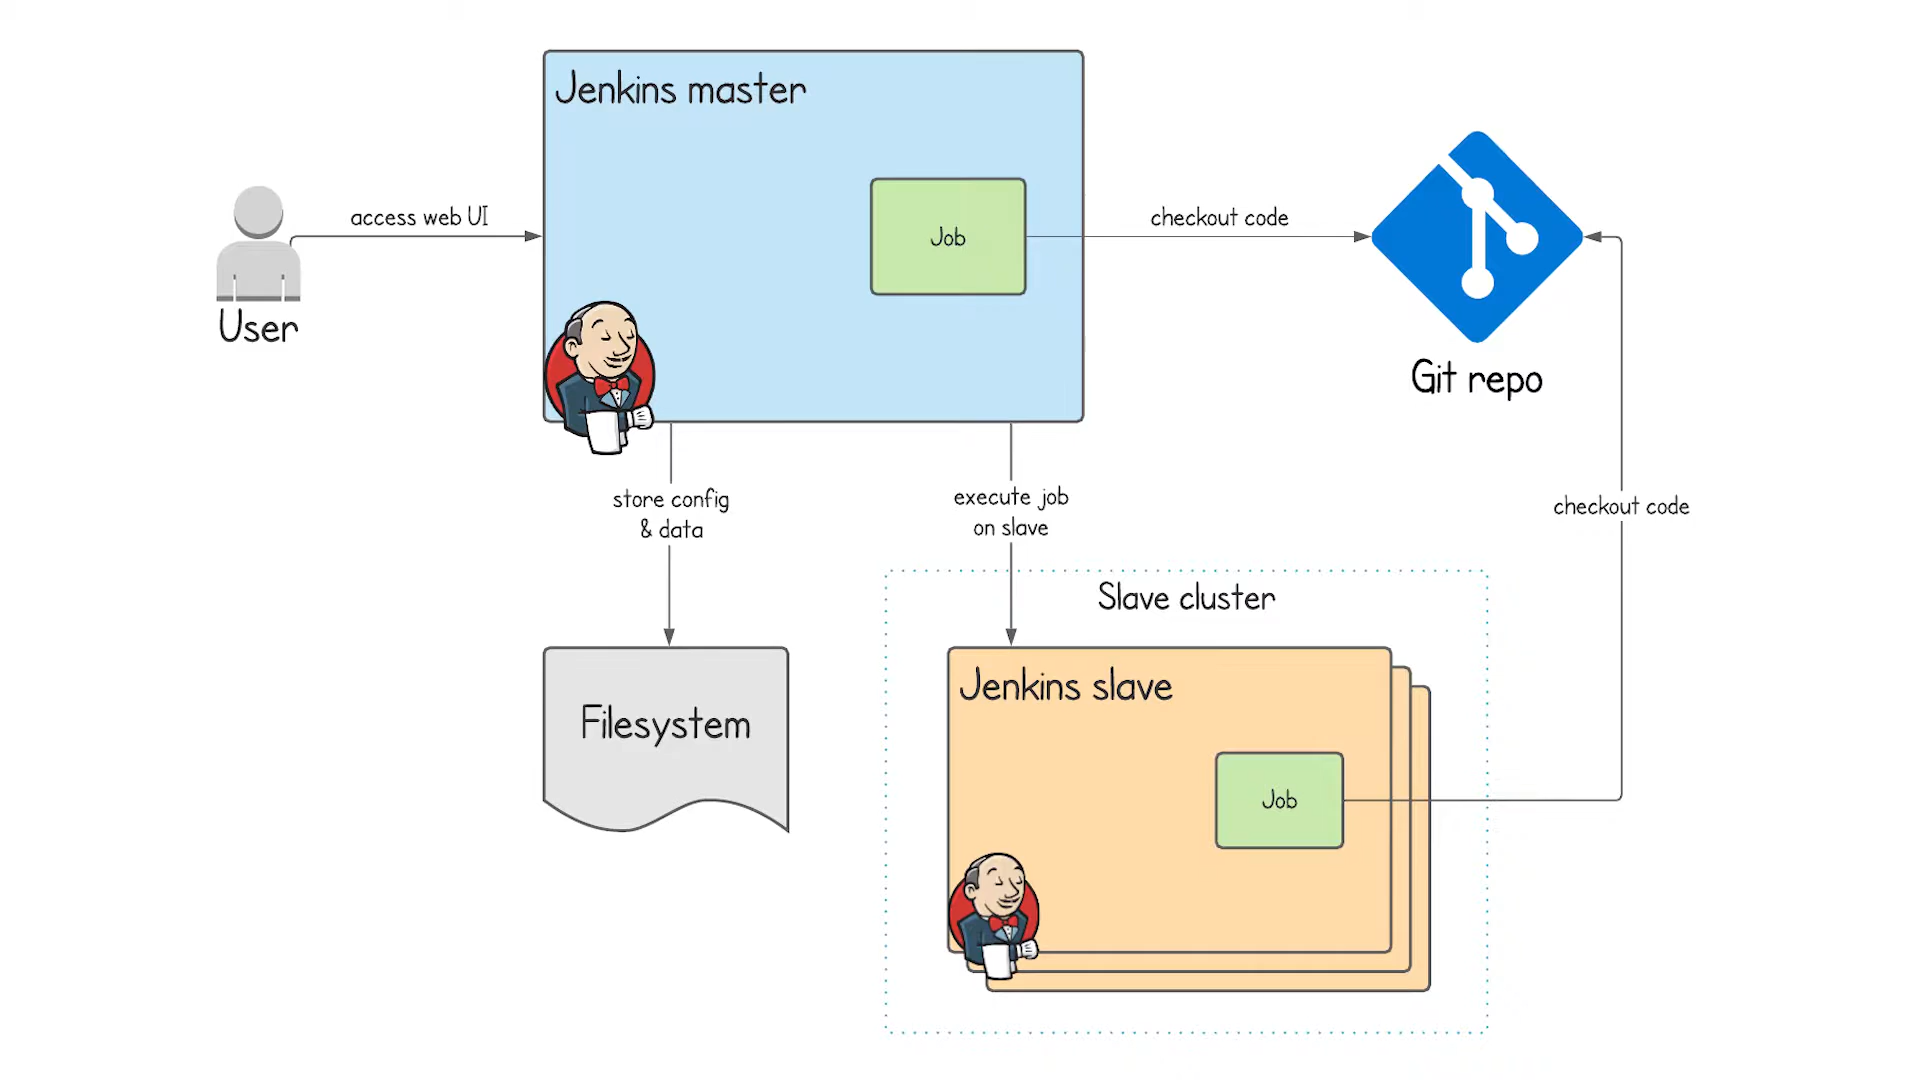 Jenkins master
access web UI
Job
checkout code
User
Git repo
store config
& data
execute job
on slave
checkout code
Slave cluster
Jenkins slave
Filesystem
Job